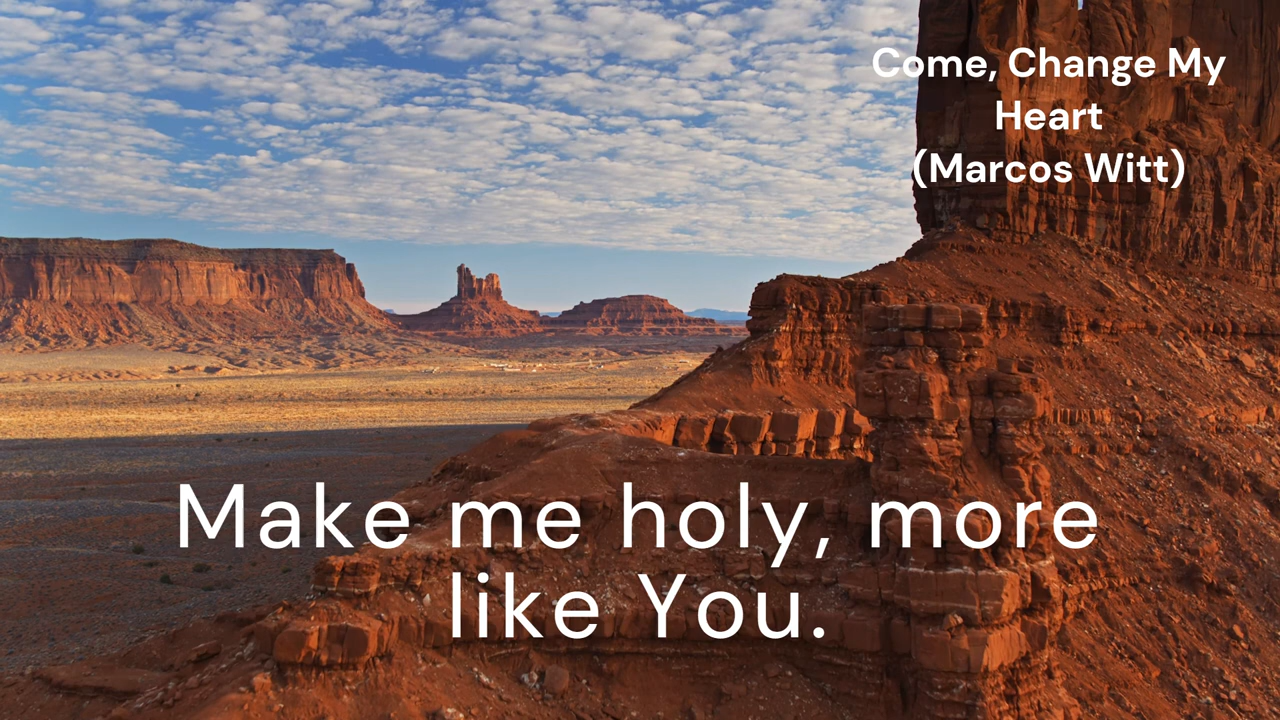 Come, Change My
Heart
(Marcos Witt)
Make me holy, more
like You.